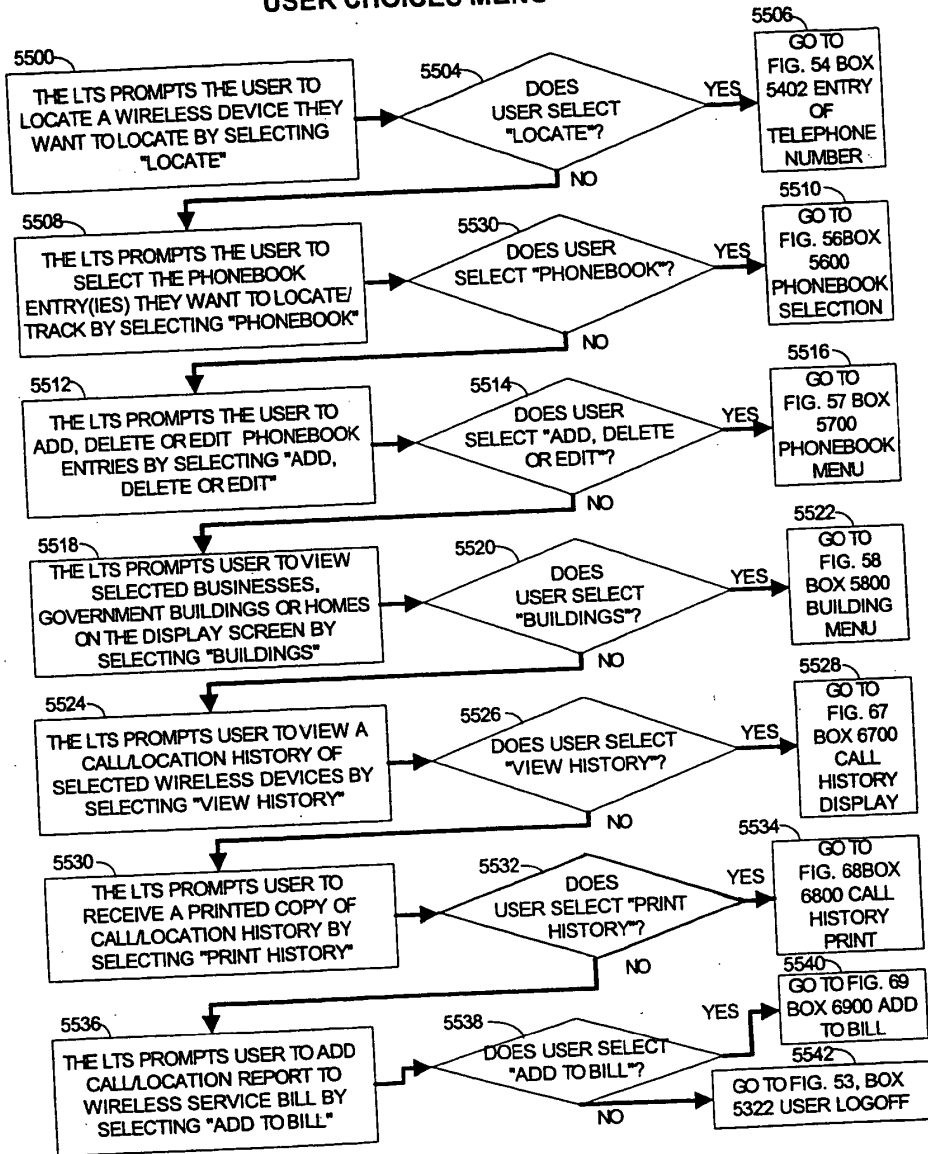 USER CHOICES MENU
5500
THE LTS PROMPTS THE USER TO
LOCATE A WIRELESS DEVICE THEY
WANT TO LOCATE BY SELECTING
"LOCATE"
5504
DOES
USER SELECT
"LOCATE"?
YES
NO
5506
GO TO
FIG. 54 BOX
5402 ENTRY
OF
TELEPHONE
NUMBER
5508
THE LTS PROMPTS THE USER TO
SELECT THE PHONEBOOK
ENTRY(IES) THEY WANT TO LOCATE/
TRACK BY SELECTING "PHONEBOOK"
5530
DOES USER
SELECT "PHONEBOOK"?
YES
NO
5510
GO TO
FIG. 56BOX
5600
PHONEBOOK
SELECTION
5512
THE LTS PROMPTS THE USER TO
ADD, DELETE OR EDIT PHONEBOOK
ENTRIES BY SELECTING "ADD,
DELETE OR EDIT"
5514
DOES USER
SELECT "ADD, DELETE
OR EDIT"?
YES
NO
5516
GO TO
FIG. 57 BOX
5700
PHONEBOOK
MENU
5518
THE LTS PROMPTS USER TO VIEW
SELECTED BUSINESSES,
GOVERNMENT BUILDINGS OR HOMES
ON THE DISPLAY SCREEN BY
SELECTING "BUILDINGS"
5520
DOES
USER SELECT
"BUILDINGS"?
YES
NO
5522
GO TO
FIG. 58
BOX 5800
BUILDING
MENU
5524
THE LTS PROMPTS USER TO VIEW A
CALL/LOCATION HISTORY OF
SELECTED WIRELESS DEVICES BY
SELECTING "VIEW HISTORY"
5526
DOES USER SELECT
"VIEW HISTORY"?
YES
NO
5528
GO TO
FIG. 67
BOX 6700
CALL
HISTORY
DISPLAY
5530
THE LTS PROMPTS USER TO
RECEIVE A PRINTED COPY OF
CALL/LOCATION HISTORY BY
SELECTING "PRINT HISTORY"
5532
DOES
USER SELECT "PRINT
HISTORY"?
YES
NO
5534
GO TO
FIG. 68BOX
6800 CALL
HISTORY
PRINT
5536
THE LTS PROMPTS USER TO ADD
CALL/LOCATION REPORT TO
WIRELESS SERVICE BILL BY
SELECTING "ADD TO BILL"
5538
DOES USER SELECT
"ADD TO BILL"?
YES
NO
5540
GO TO FIG. 69
BOX 6900 ADD
TO BILL
5542
GO TO FIG. 53, BOX
5322 USER LOGOFF